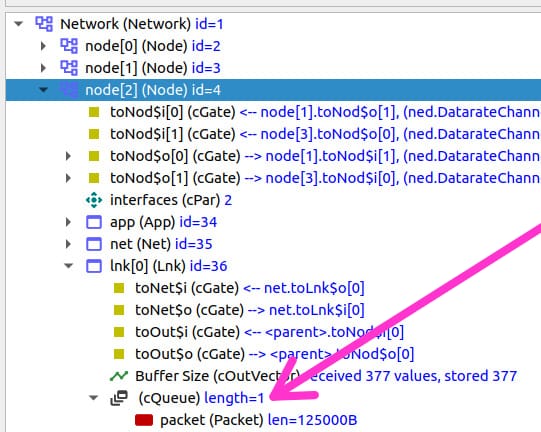 Network (Network) id=1
node[0] (Node) id=2
node[1] (Node) id=3
node[2] (Node) id=4
toNod$i[0] (cGate) <-- node[1].toNod$o[1], (ned.DatarateChann
toNod$i[1] (cGate) <-- node[3].toNod$o[0], (ned.DatarateChann
toNod$o[0] (cGate) --> node[1].toNod$i[1], (ned.DatarateChann
toNod$o[1] (cGate) --> node[3].toNod$i[0], (ned.DatarateChann
interfaces (cPar) 2
app (App) id=34
net (Net) id=35
lnk[0] (Lnk) id=36
toNet$i (cGate) <-- net.toLnk$o[0]
toNet$o (cGate) --> net.toLnk$i[0]
toOut$i (cGate) <-- <parent>.toNod$i[0]
toOut$o (cGate) --> <parent>.toNod$o[0]
Buffer Size (cOutVector) received 377 values, stored 377
(cQueue) length=1
packet (Packet) len=125000B